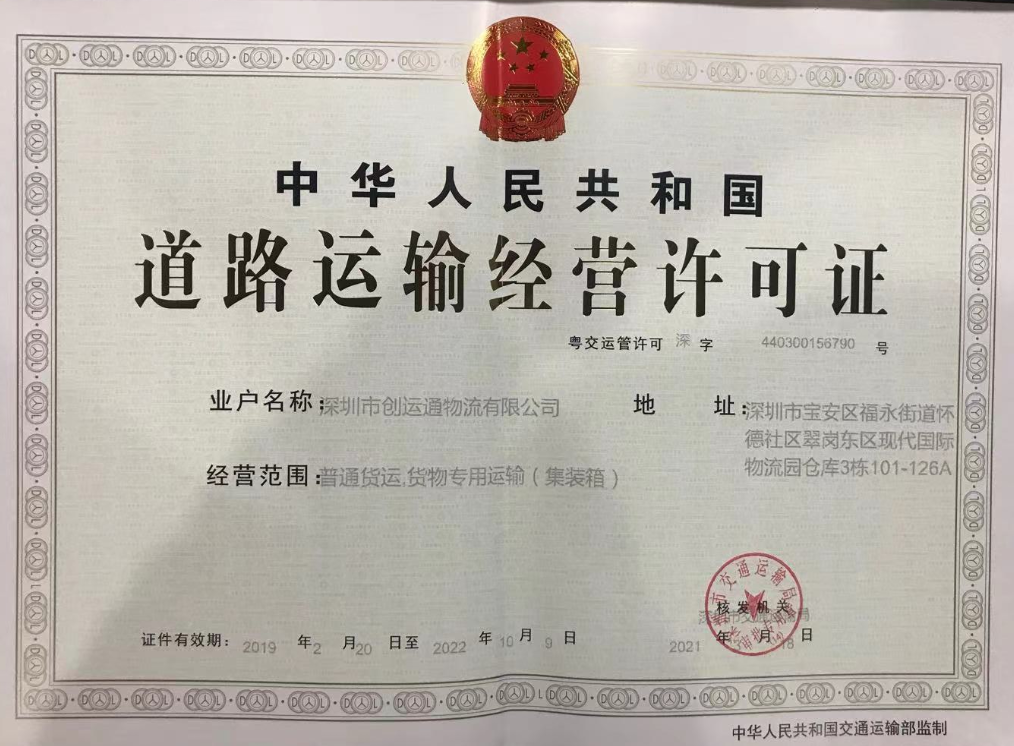 中华人民共和国
道路运输经营许可证
粤交运管许可 深 字 440300156790 号
业户名称：深圳市创运通物流有限公司
地 址：深圳市宝安区福永街道怀
德社区翠岗东区现代国际
物流园仓库3栋101-126A
经营范围：普通货运,货物专用运输（集装箱）
核发机关
深圳市交通运输局
证件有效期：2019 年 2 月 20 日至 2022 年 10 月 9 日
2021 年 月 18 日
中华人民共和国交通运输部监制